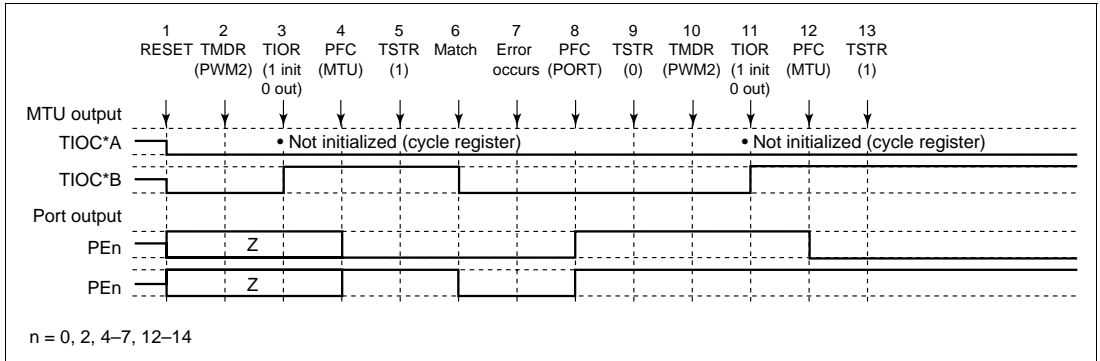 1 2 3 4 5 6 7 8 9 10 11 12 13
RESET TMDR TIOR PFC TSTR Match Error PFC TSTR TMDR TIOR PFC TSTR
(PWM2) (1 init (MTU) (1) occurs (PORT) (0) (PWM2) (1 init (MTU) (1)
0 out) 0 out)
MTU output
TIOC*A • Not initialized (cycle register) • Not initialized (cycle register)
TIOC*B
Port output
PEn Z
PEn Z
n = 0, 2, 4–7, 12–14